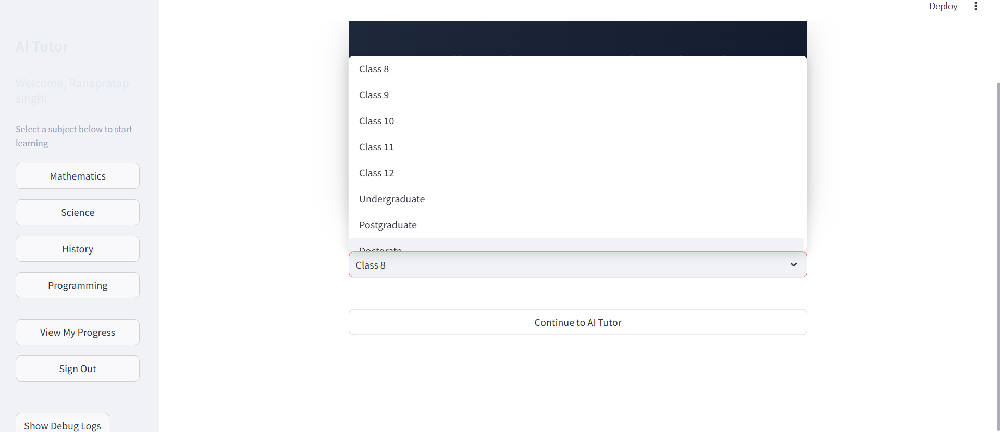 Deploy
AI Tutor
Welcome, Ranapratap
singh!
Select a subject below to start
learning
Mathematics
Science
History
Programming
View My Progress
Sign Out
Show Debug Logs
Class 8
Class 9
Class 10
Class 11
Class 12
Undergraduate
Postgraduate
Doctorate
Class 8
Continue to AI Tutor